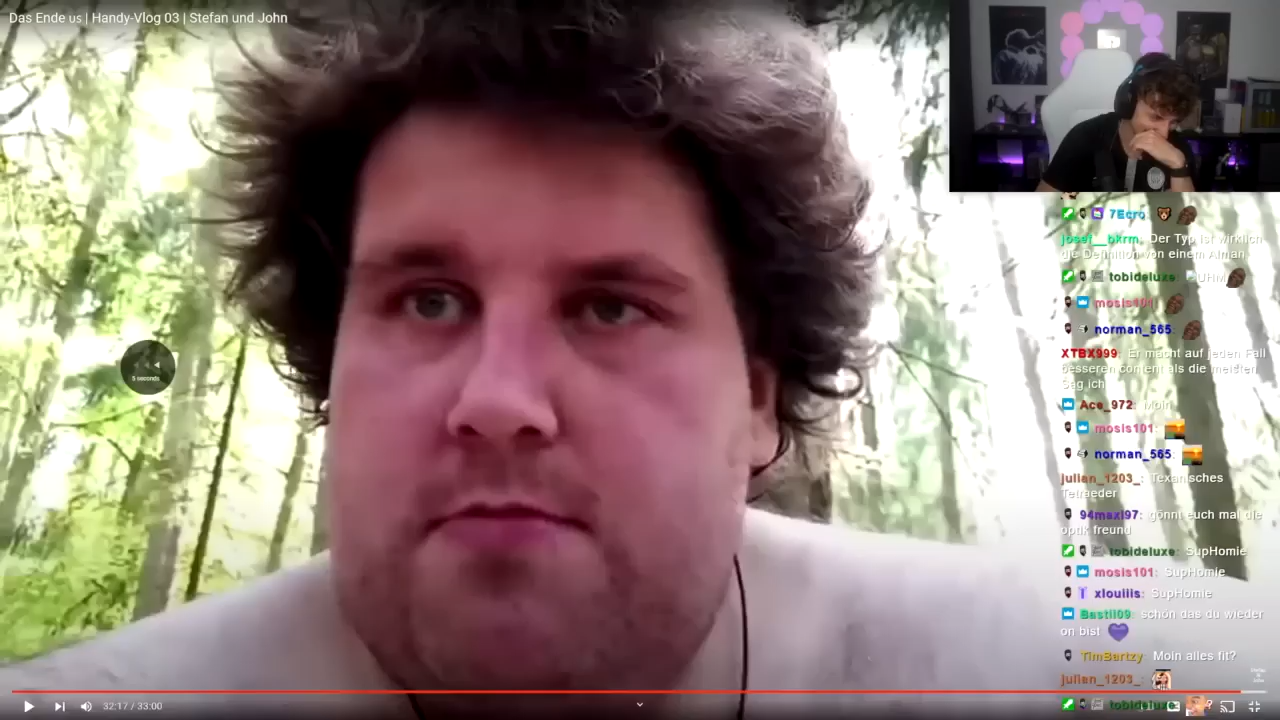 Das Ende us | Handy-Vlog 03 | Stefan und John
5 seconds
7Ecro
josef__bkrm: Der Typ ist wirklich
die Definition von einem Alman
tobideluxe: UHM
mosis101
norman_565:
XTBX999: Er macht auf jeden Fall
besseren content als die meisten
Sag ich
Ace_972: Moin
mosis101:
norman_565
julian_1203_: Texanisches
Tetraeder
94maxi97: gönnt euch mal die
optik freund
tobideluxe: SupHomie
mosis101: SupHomie
xlouiiis: SupHomie
Basti09: schön das du wieder
on bist
TimBartzy: Moin alles fit?
julian_1203_:
tobideluxe
32:17 / 33:00